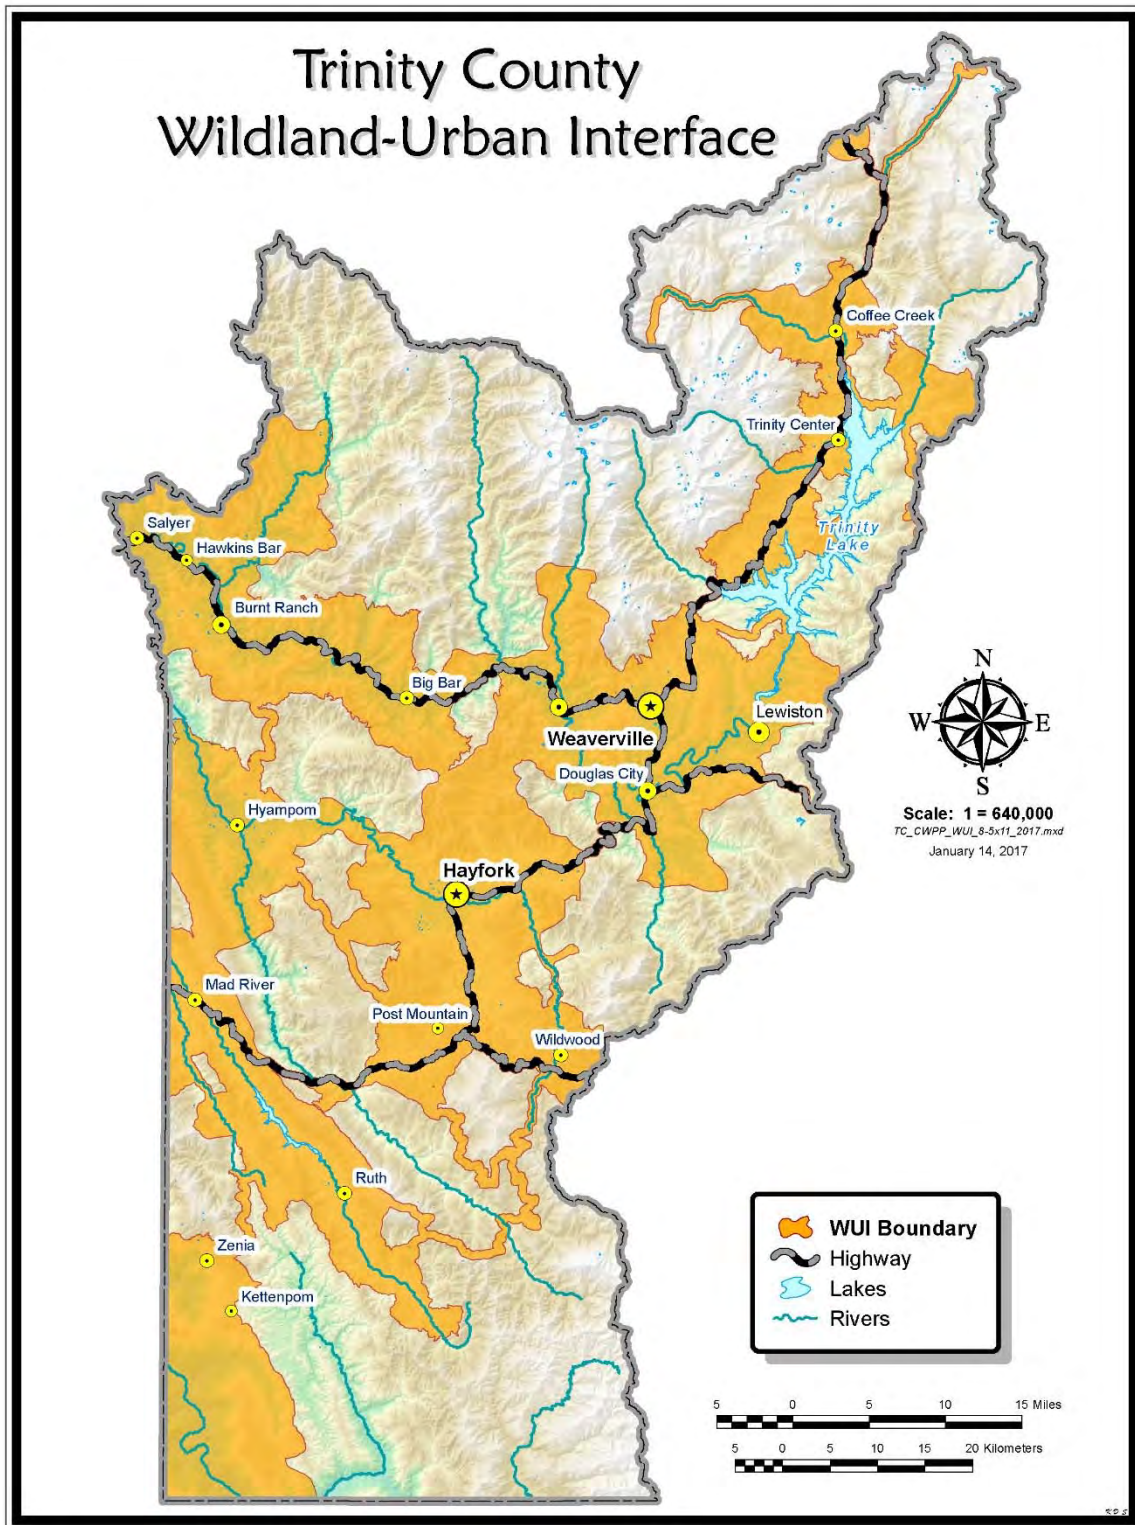 Trinity County
Wildland-Urban Interface
Coffee Creek
Trinity Center
Trinity
Lake
Salyer
Hawkins Bar
Burnt Ranch
Big Bar
Weaverville
Lewiston
Douglas City
Hyampom
Hayfork
Mad River
Post Mountain
Wildwood
Ruth
Zenia
Kettenpom
N
W
E
S
Scale: 1 = 640,000
TC_CWPP_WUI_8-5x11_2017.mxd
January 14, 2017
WUI Boundary
Highway
Lakes
Rivers
5 0 5 10 15 Miles
5 0 5 10 15 20 Kilometers